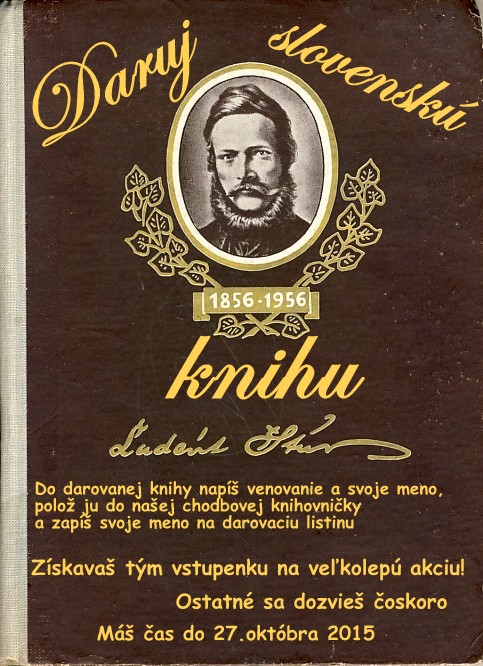 Daruj slovenskú
1856-1956
knihu
Ľudevít Štúr
Do darovanej knihy napíš venovanie a svoje meno,
polož ju do našej chodbovej knihovničky
a zapíš svoje meno na darovaciu listinu
Získavaš tým vstupenku na veľkolepú akciu!
Ostatné sa dozvieš čoskoro
Máš čas do 27.októbra 2015